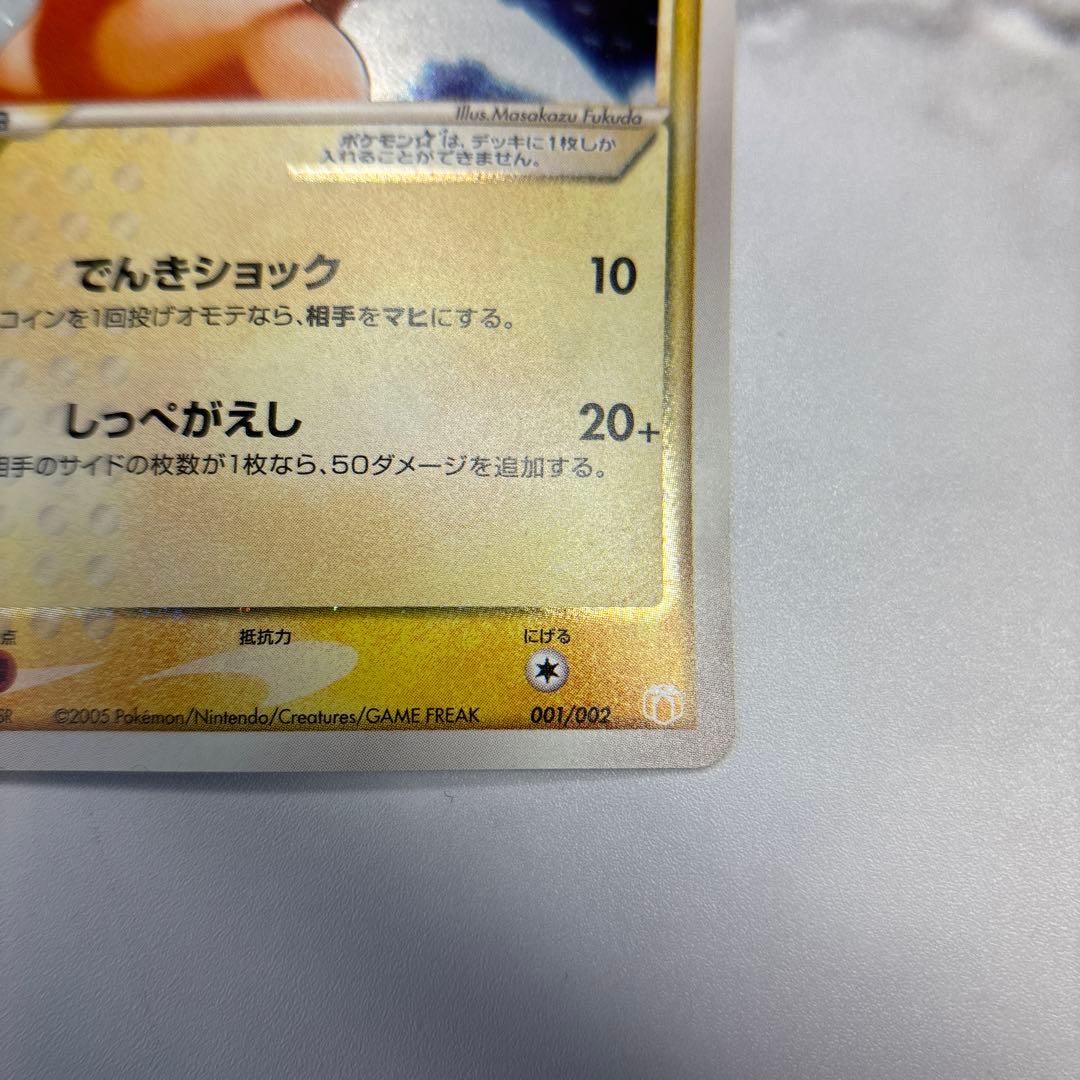 Illus. Masakazu Fukuda
ポケモン☆は、デッキに1枚しか
入れることができません。
でんきショック 10
コインを1回投げオモテなら、相手をマヒにする。
しっぺがえし 20+
相手のサイドの枚数が1枚なら、50ダメージを追加する。
点 抵抗力 にげる
©2005 Pokémon/Nintendo/Creatures/GAME FREAK 001/002